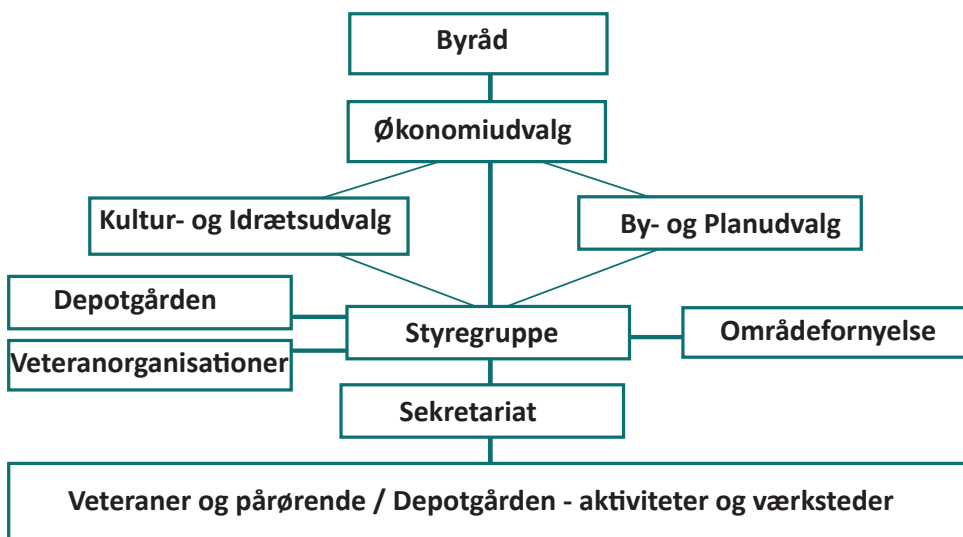 Byråd
Økonomiudvalg
Kultur- og Idrætsudvalg
By- og Planudvalg
Depotgården
Styregruppe
Områdefornyelse
Veteranorganisationer
Sekretariat
Veteraner og pårørende / Depotgården - aktiviteter og værksteder